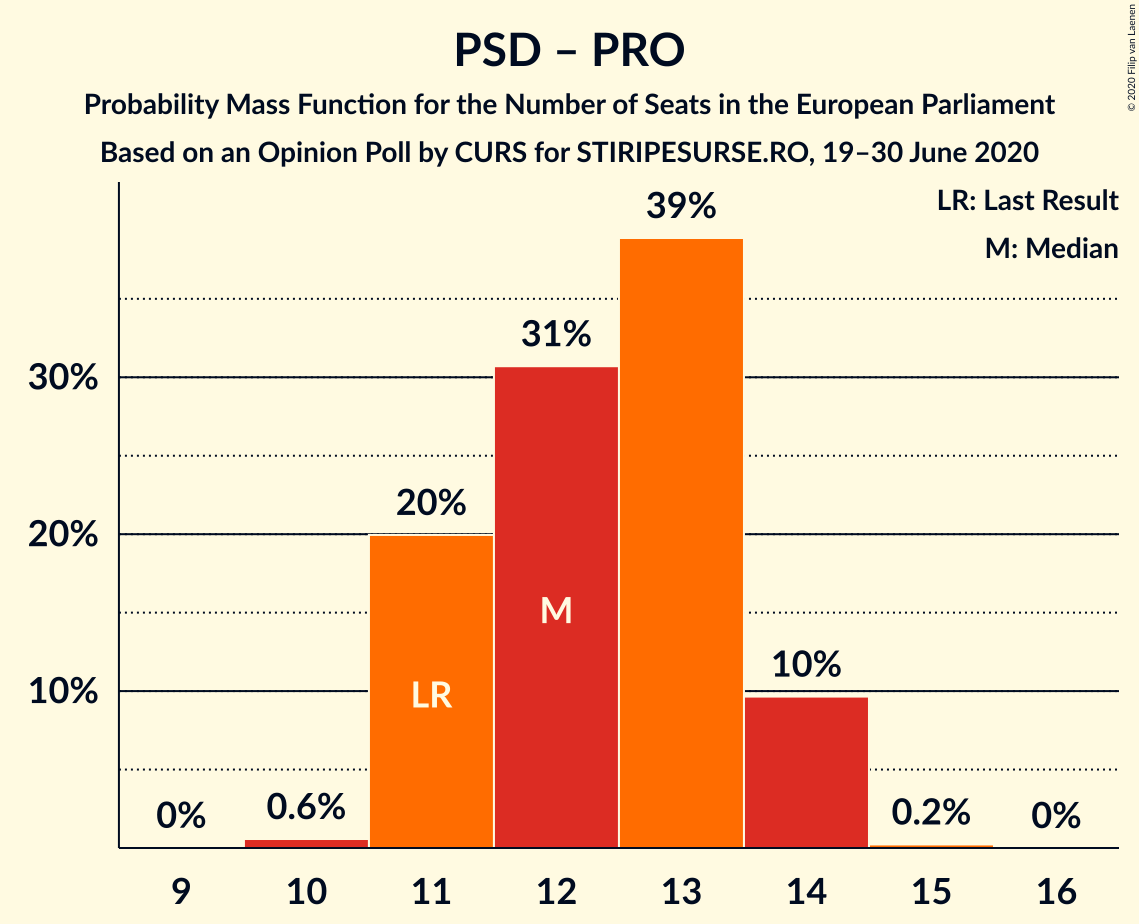 PSD – PRO
Probability Mass Function for the Number of Seats in the European Parliament
Based on an Opinion Poll by CURS for STIRIPESURSE.RO, 19–30 June 2020
© 2020 Filip van Laenen
LR: Last Result
M: Median
39%
31%
30%
20%
20%
M
10%
10%
LR
0%
0.6%
0.2%
0%
9 10 11 12 13 14 15 16